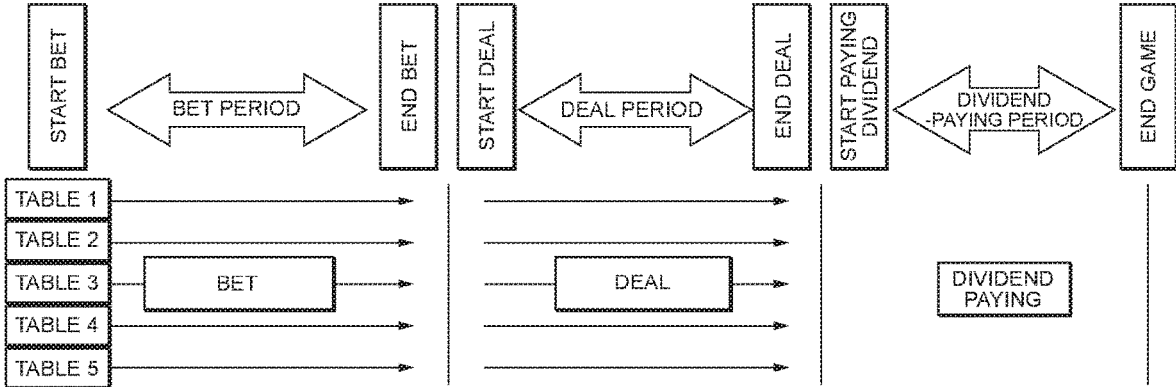 START BET
BET PERIOD
END BET
START DEAL
DEAL PERIOD
END DEAL
START PAYING
DIVIDEND
DIVIDEND
-PAYING PERIOD
END GAME
TABLE 1
TABLE 2
TABLE 3
BET
DEAL
DIVIDEND
PAYING
TABLE 4
TABLE 5